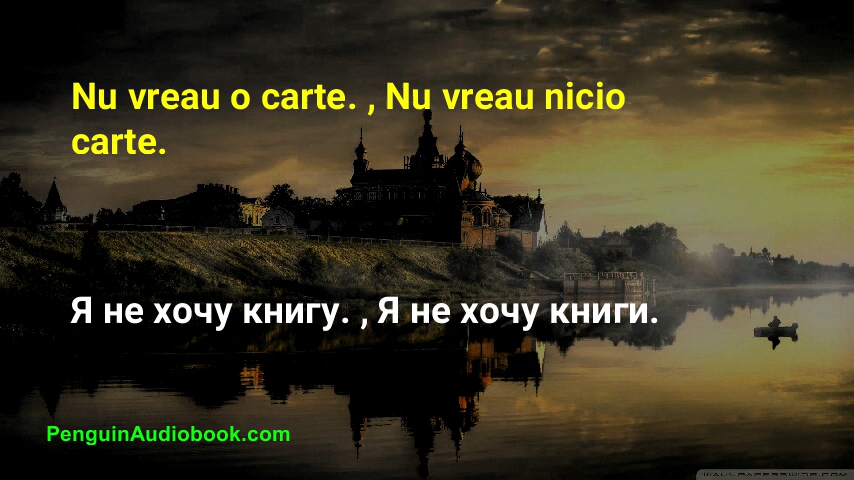 Nu vreau o carte. , Nu vreau nicio
carte.
Я не хочу книгу. , Я не хочу книги.
PenguinAudiobook.com